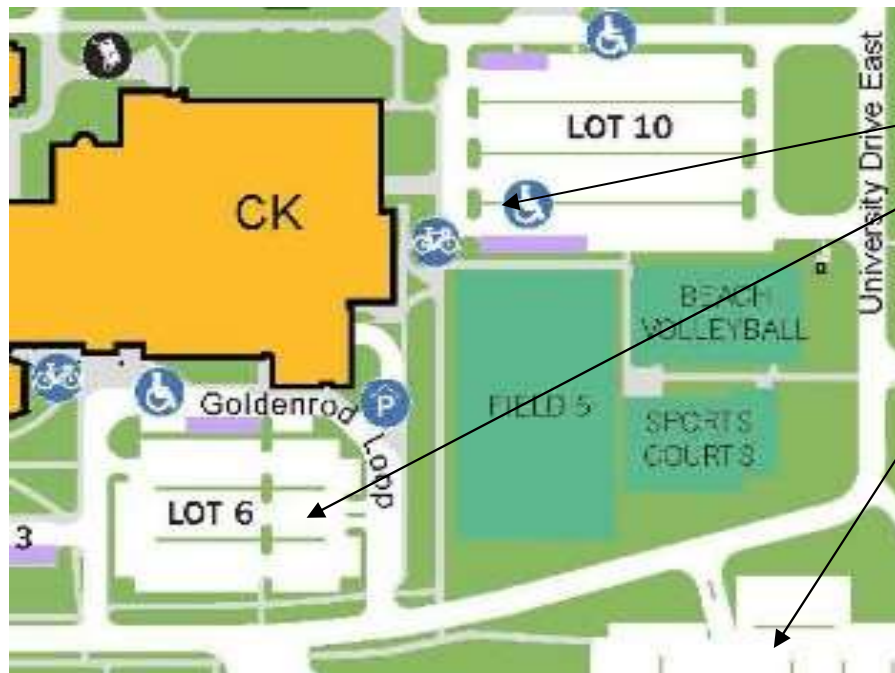 LOT 10
University Drive East
CK
BEACH
VOLLEYBALL
P
Goldenrod Loop
FIELD 5
SPORTS
COURTS
LOT 6
3